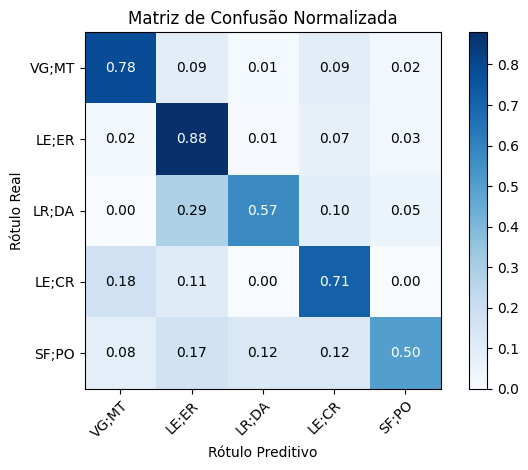 Matriz de Confusão Normalizada
Rótulo Real
VG;MT 0.78 0.09 0.01 0.09 0.02
LE;ER 0.02 0.88 0.01 0.07 0.03
LR;DA 0.00 0.29 0.57 0.10 0.05
LE;CR 0.18 0.11 0.00 0.71 0.00
SF;PO 0.08 0.17 0.12 0.12 0.50
VG;MT LE;ER LR;DA LE;CR SF;PO
Rótulo Preditivo
0.8
0.7
0.6
0.5
0.4
0.3
0.2
0.1
0.0